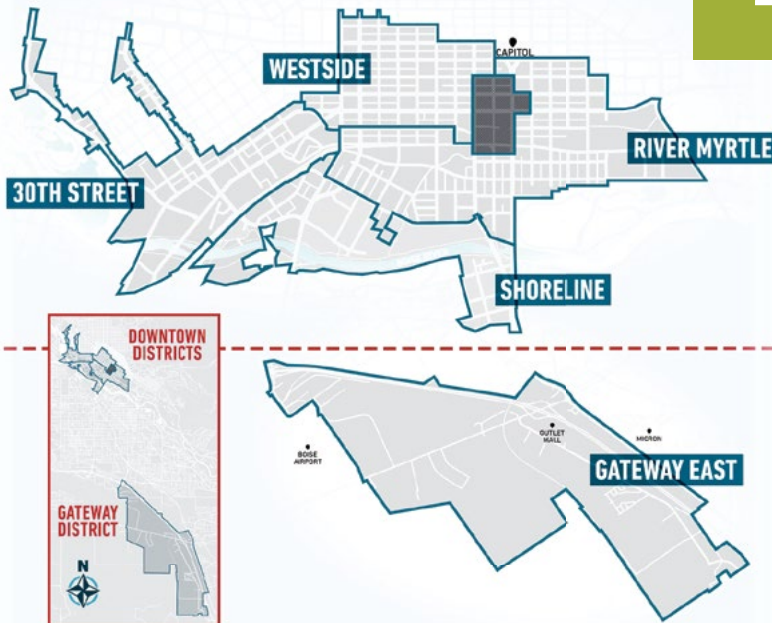 CAPITOL
WESTSIDE
RIVER MYRTLE
30TH STREET
SHORELINE
DOWNTOWN
DISTRICTS
GATEWAY
DISTRICT
N
BOISE
AIRPORT
OUTLET
MALL
MICRON
GATEWAY EAST